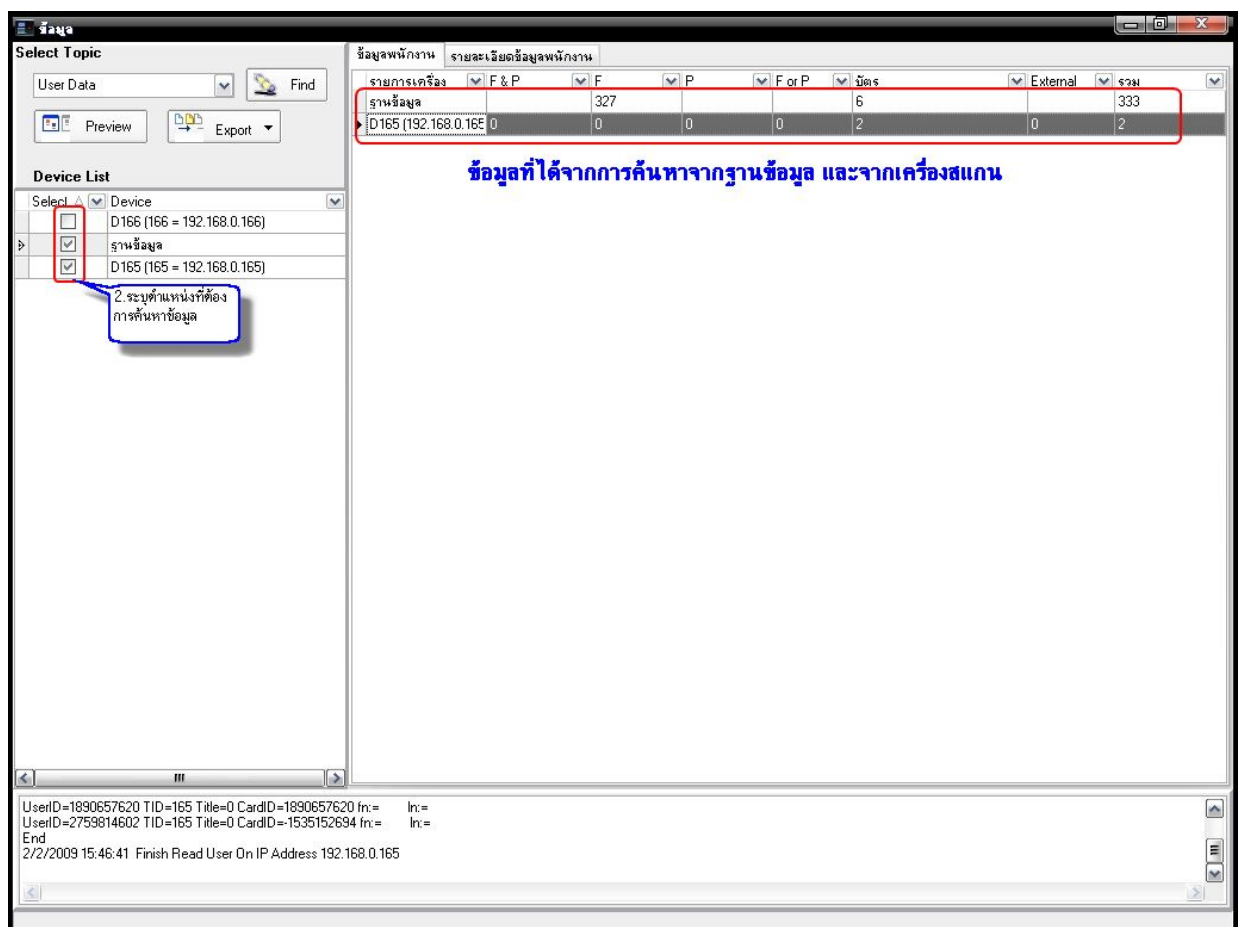 ข้อมูล
Select Topic
User Data
Find
Preview
Export
Device List
Select
Device
D166 (166 = 192.168.0.166)
ฐานข้อมูล
D165 (165 = 192.168.0.165)
2.ระบุตำแหน่งที่ต้อง
การค้นหาข้อมูล
ข้อมูลพนักงาน รายละเอียดข้อมูลพนักงาน
รายการเครื่อง F & P F P F or P บัตร External รวม
ฐานข้อมูล 327 6 333
D165 (192.168.0.165 0 0 0 0 2 0 2
ข้อมูลที่ได้จากการค้นหาจากฐานข้อมูล และจากเครื่องสแกน
UserID=1890657620 TID=165 Title=0 CardID=1890657620 fn:= ln:=
UserID=2759814602 TID=165 Title=0 CardID=-1535152694 fn:= ln:=
End
2/2/2009 15:46:41 Finish Read User On IP Address 192.168.0.165